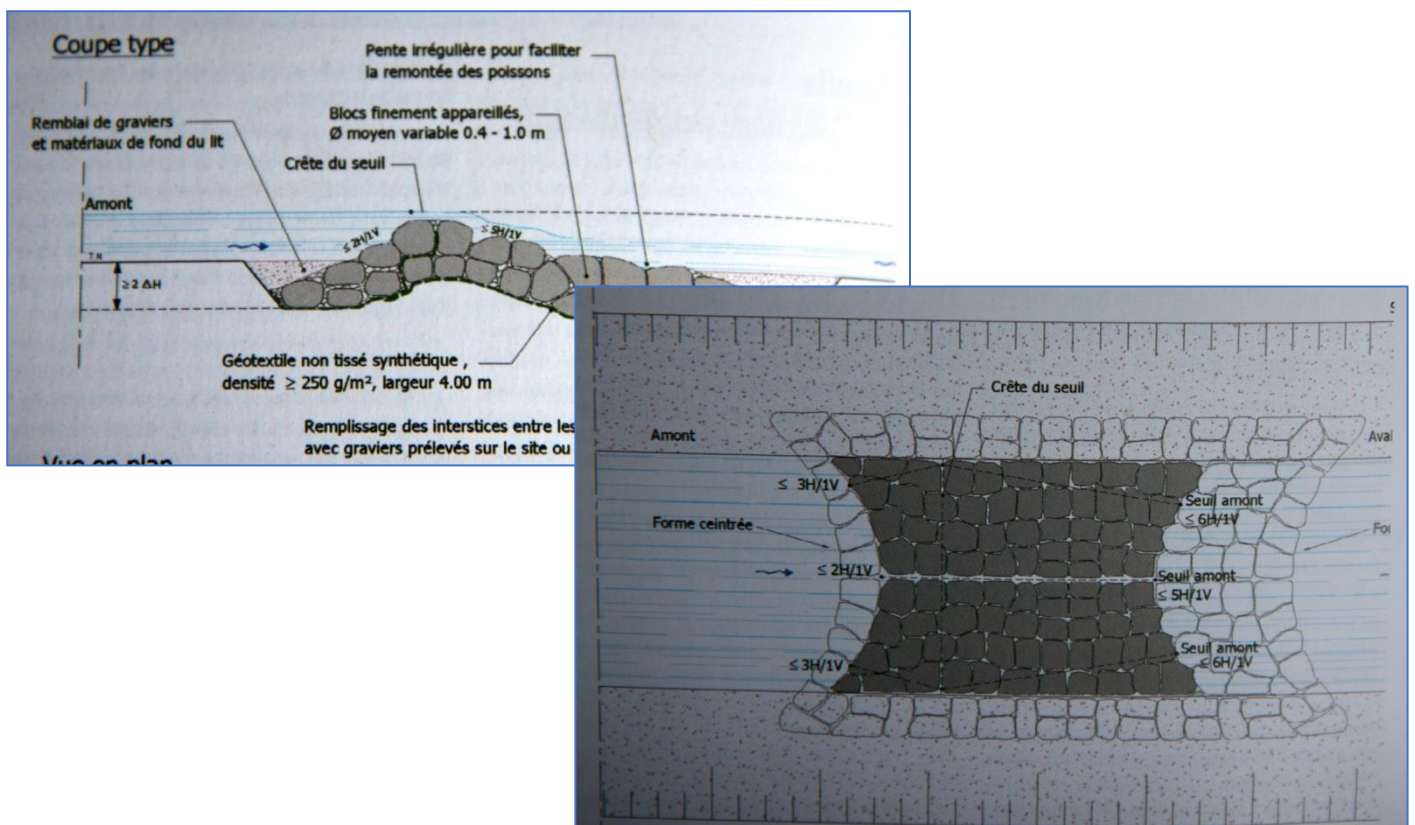 Coupe type
Pente irrégulière pour faciliter
la remontée des poissons
Remblai de graviers
et matériaux de fond du lit
Blocs finement appareillés,
Ø moyen variable 0.4 - 1.0 m
Crête du seuil
Amont
≤ 2H/1V
≤ 5H/1V
T.N
≥ 2 ΔH
Géotextile non tissé synthétique ,
densité ≥ 250 g/m², largeur 4.00 m
Remplissage des interstices entre les
avec graviers prélevés sur le site ou
Vue en plan
Crête du seuil
Amont
Aval
≤ 3H/1V
Seuil amont
≤ 6H/1V
Forme ceintrée
≤ 2H/1V
Seuil amont
≤ 5H/1V
Seuil amont
≤ 6H/1V
≤ 3H/1V